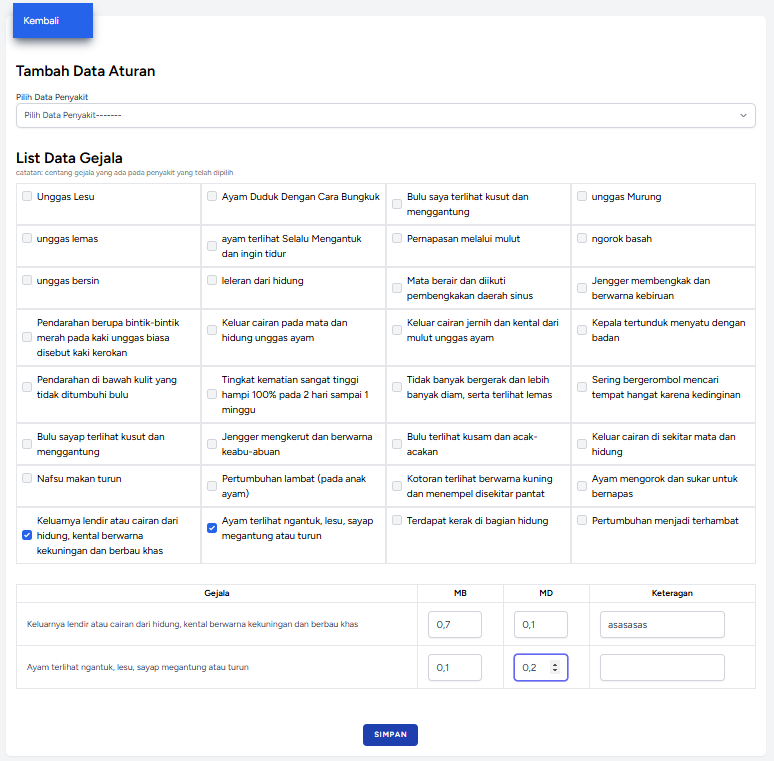 Kembali
Tambah Data Aturan
Pilih Data Penyakit
Pilih Data Penyakit-------
List Data Gejala
catatan: centang gejala yang ada pada penyakit yang telah dipilih
Unggas Lesu
Ayam Duduk Dengan Cara Bungkuk
Bulu saya terlihat kusut dan
menggantung
unggas Murung
unggas lemas
ayam terlihat Selalu Mengantuk
dan ingin tidur
Pernapasan melalui mulut
ngorok basah
unggas bersin
leleran dari hidung
Mata berair dan diikuti
pembengkakan daerah sinus
Jengger membengkak dan
berwarna kebiruan
Pendarahan berupa bintik-bintik
merah pada kaki unggas biasa
disebut kaki kerokan
Keluar cairan pada mata dan
hidung unggas ayam
Keluar cairan jernih dan kental dari
mulut unggas ayam
Kepala tertunduk menyatu dengan
badan
Pendarahan di bawah kulit yang
tidak ditumbuhi bulu
Tingkat kematian sangat tinggi
hampi 100% pada 2 hari sampai 1
minggu
Tidak banyak bergerak dan lebih
banyak diam, serta terlihat lemas
Sering bergerombol mencari
tempat hangat karena kedinginan
Bulu sayap terlihat kusut dan
menggantung
Jengger mengkerut dan berwarna
keabu-abuan
Bulu terlihat kusam dan acak-
acakan
Keluar cairan di sekitar mata dan
hidung
Nafsu makan turun
Pertumbuhan lambat (pada anak
ayam)
Kotoran terlihat berwarna kuning
dan menempel disekitar pantat
Ayam mengorok dan sukar untuk
bernapas
Keluarnya lendir atau cairan dari
hidung, kental berwarna
kekuningan dan berbau khas
Ayam terlihat ngantuk, lesu, sayap
megantung atau turun
Terdapat kerak di bagian hidung
Pertumbuhan menjadi terhambat
Gejala MB MD Keteragan
Keluarnya lendir atau cairan dari hidung, kental berwarna kekuningan dan berbau khas 0,7 0,1 asasasas
Ayam terlihat ngantuk, lesu, sayap megantung atau turun 0,1 0,2
SIMPAN